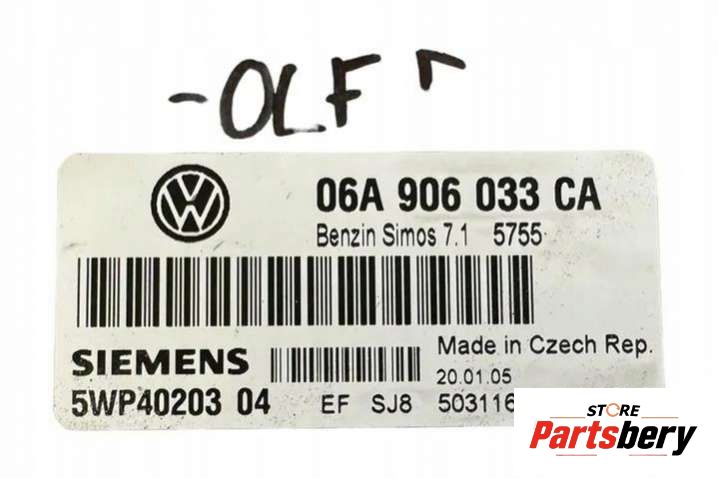 -OLF
06A 906 033 CA
Benzin Simos 7.1 5755
SIEMENS
Made in Czech Rep.
20.01.05
5WP40203 04 EF SJ8 503116
STORE
Partsbery